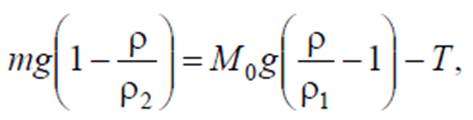 mg(1 − ρ/ρ₂) = M₀g(ρ/ρ₁ − 1) − T,